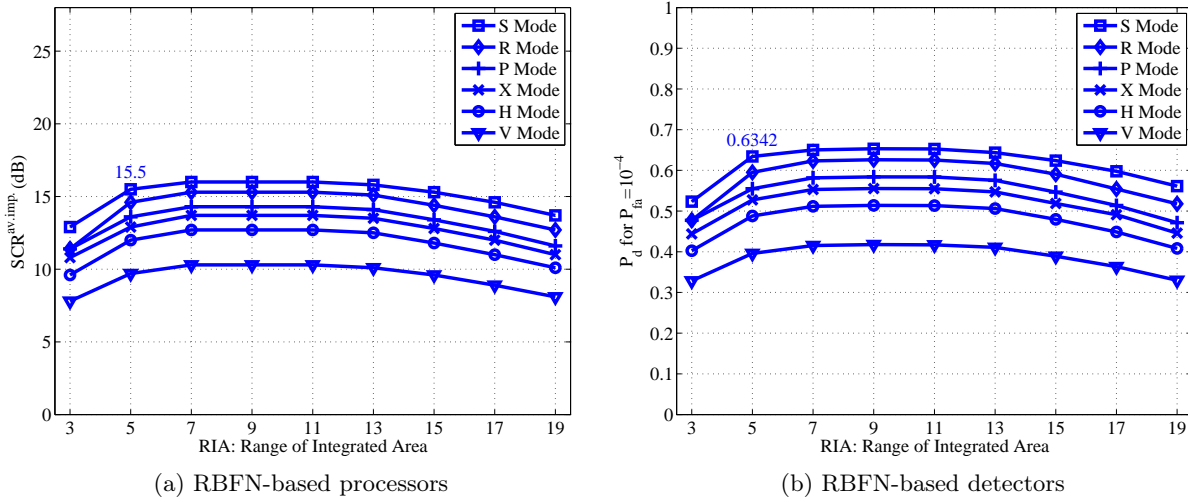 25
20
15
10
5
0
SCR^av. imp. (dB)
15.5
S Mode
R Mode
P Mode
X Mode
H Mode
V Mode
3 5 7 9 11 13 15 17 19
RIA: Range of Integrated Area
(a) RBFN-based processors
1
0.9
0.8
0.7
0.6
0.5
0.4
0.3
0.2
0.1
0
P_d for P_fa=10^-4
0.6342
S Mode
R Mode
P Mode
X Mode
H Mode
V Mode
3 5 7 9 11 13 15 17 19
RIA: Range of Integrated Area
(b) RBFN-based detectors